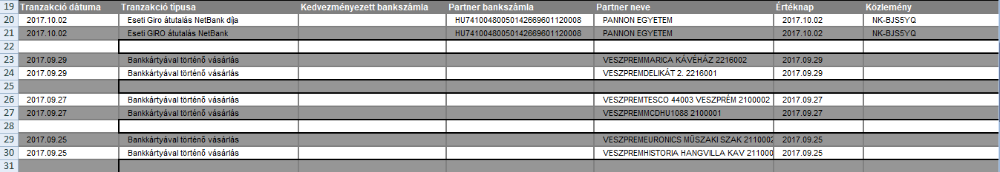 19 Tranzakció dátuma Tranzakció típusa Kedvezményezett bankszámla Partner bankszámla Partner neve Értéknap Közlemény
20 2017.10.02 Eseti Giro átutalás NetBank díja HU74100480050142669601120008 PANNON EGYETEM 2017.10.02 NK-BJS5YQ
21 2017.10.02 Eseti GIRO átutalás NetBank HU74100480050142669601120008 PANNON EGYETEM 2017.10.02 NK-BJS5YQ
22
23 2017.09.29 Bankkártyával történő vásárlás VESZPREMMARICA KÁVÉHÁZ 2216002 2017.09.29
24 2017.09.29 Bankkártyával történő vásárlás VESZPREMDELIKÁT 2. 2216001 2017.09.29
25
26 2017.09.27 Bankkártyával történő vásárlás VESZPREMTESCO 44003 VESZPRÉM 2100002 2017.09.27
27 2017.09.27 Bankkártyával történő vásárlás VESZPREMMCDHU1088 2100001 2017.09.27
28
29 2017.09.25 Bankkártyával történő vásárlás VESZPREMEURONICS MŰSZAKI SZAK 2110002 2017.09.25
30 2017.09.25 Bankkártyával történő vásárlás VESZPREMHISTORIA HANGVILLA KAV 211000 2017.09.25
31